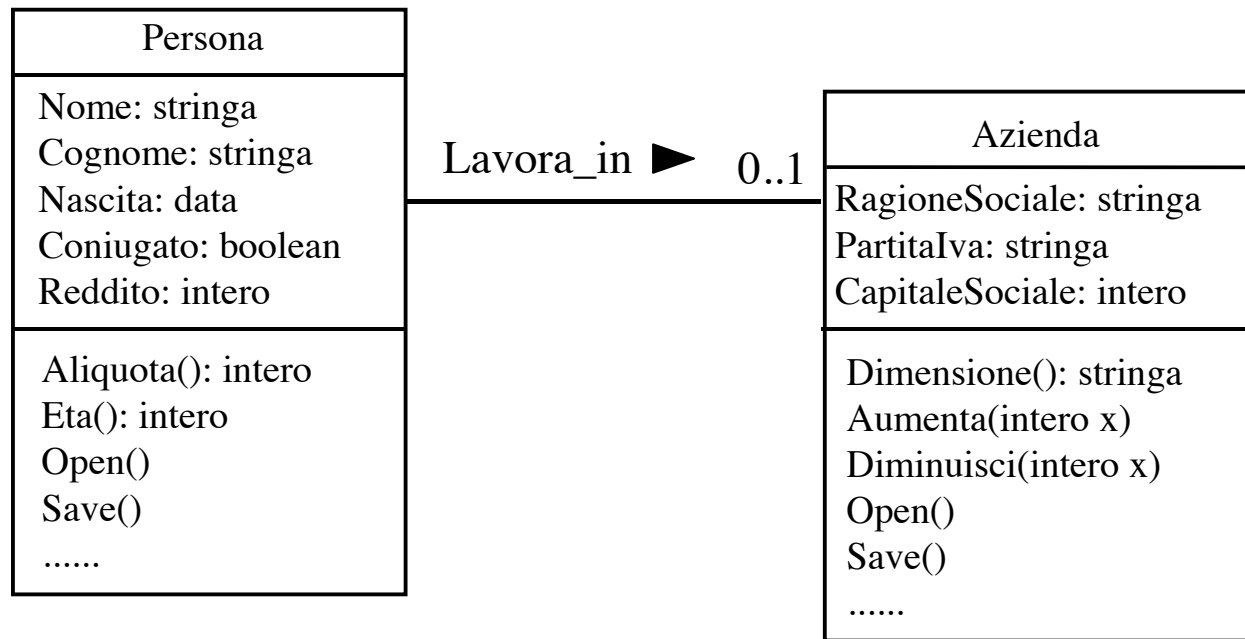 Persona
Nome: stringa
Cognome: stringa
Nascita: data
Coniugato: boolean
Reddito: intero
Aliquota(): intero
Eta(): intero
Open()
Save()
......
Lavora_in ►
0..1
Azienda
RagioneSociale: stringa
PartitaIva: stringa
CapitaleSociale: intero
Dimensione(): stringa
Aumenta(intero x)
Diminuisci(intero x)
Open()
Save()
......